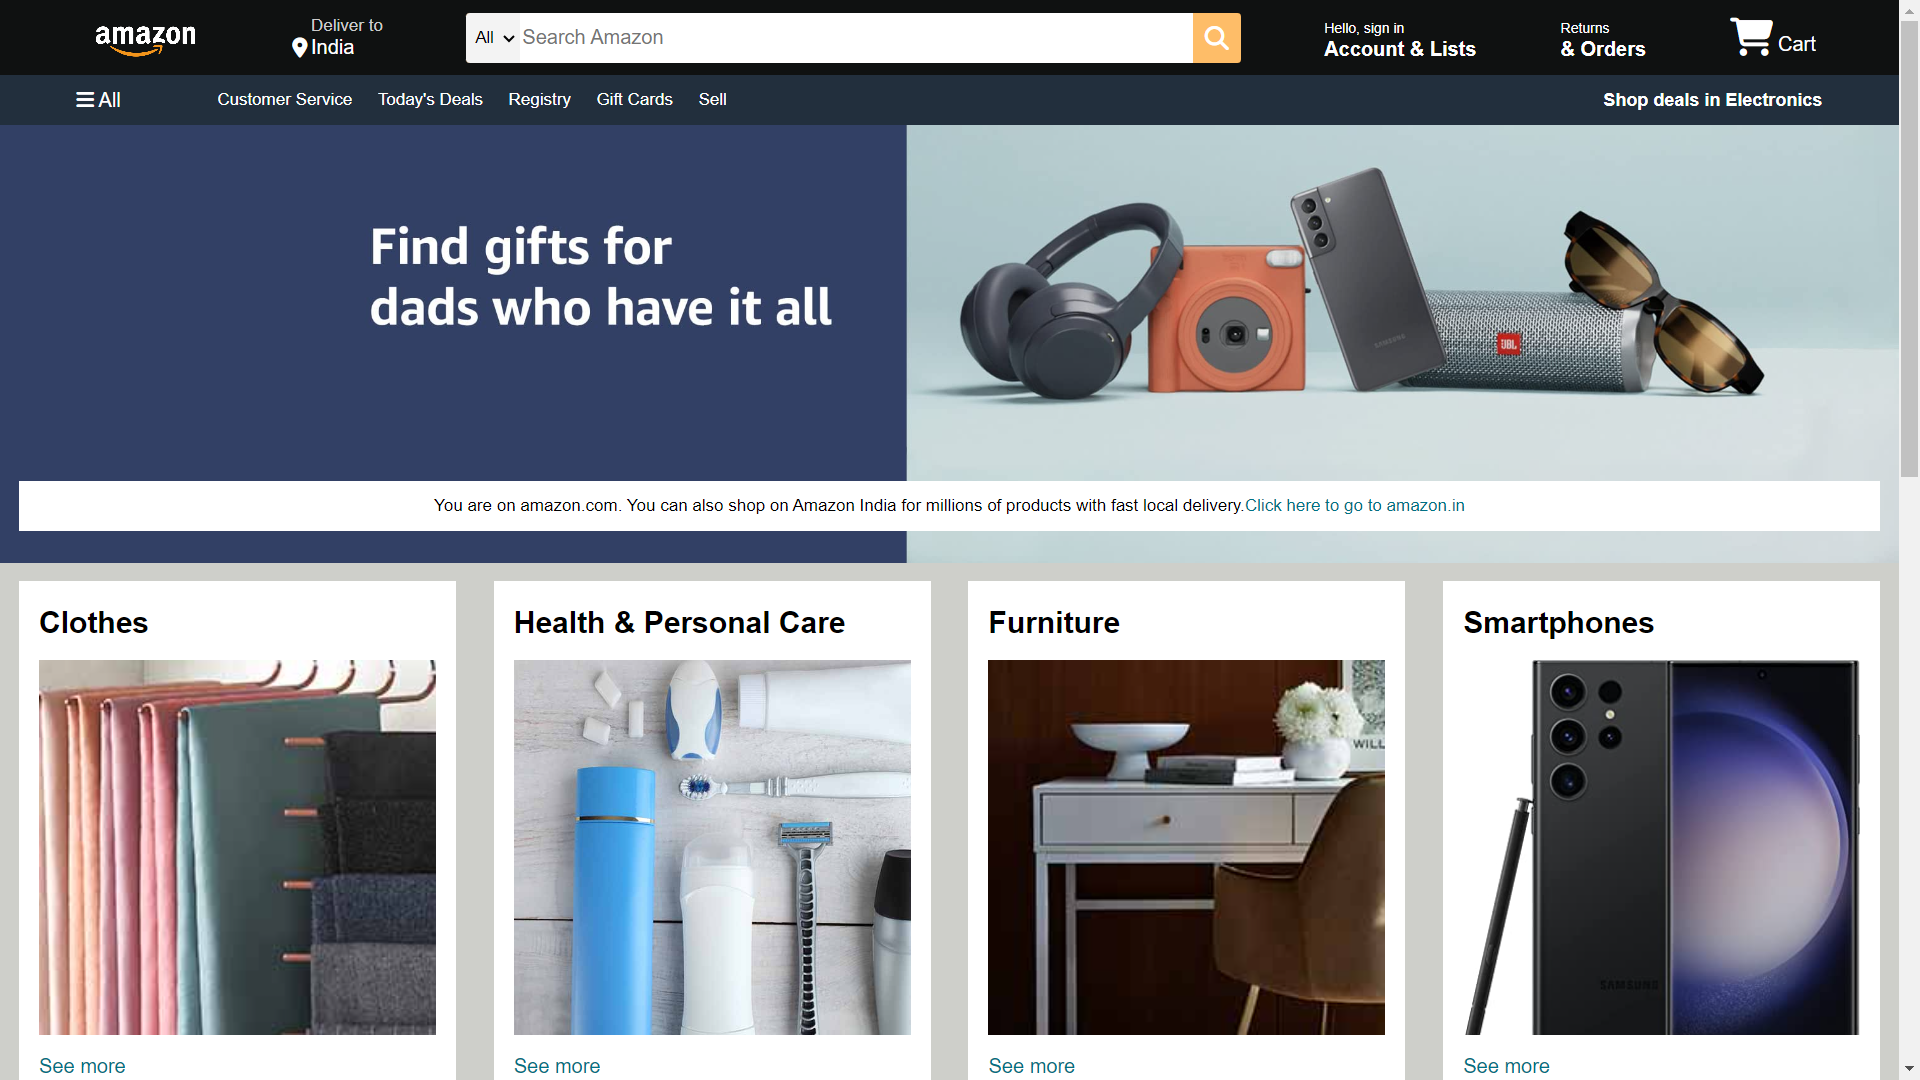 amazon
Deliver to
India
All
Search Amazon
Hello, sign in
Account & Lists
Returns
& Orders
Cart
All
Customer Service
Today's Deals
Registry
Gift Cards
Sell
Shop deals in Electronics
Find gifts for
dads who have it all
SAMSUNG
JBL
You are on amazon.com. You can also shop on Amazon India for millions of products with fast local delivery.Click here to go to amazon.in
Clothes
Health & Personal Care
Furniture
Smartphones
WILL
SAMSUNG
See more
See more
See more
See more